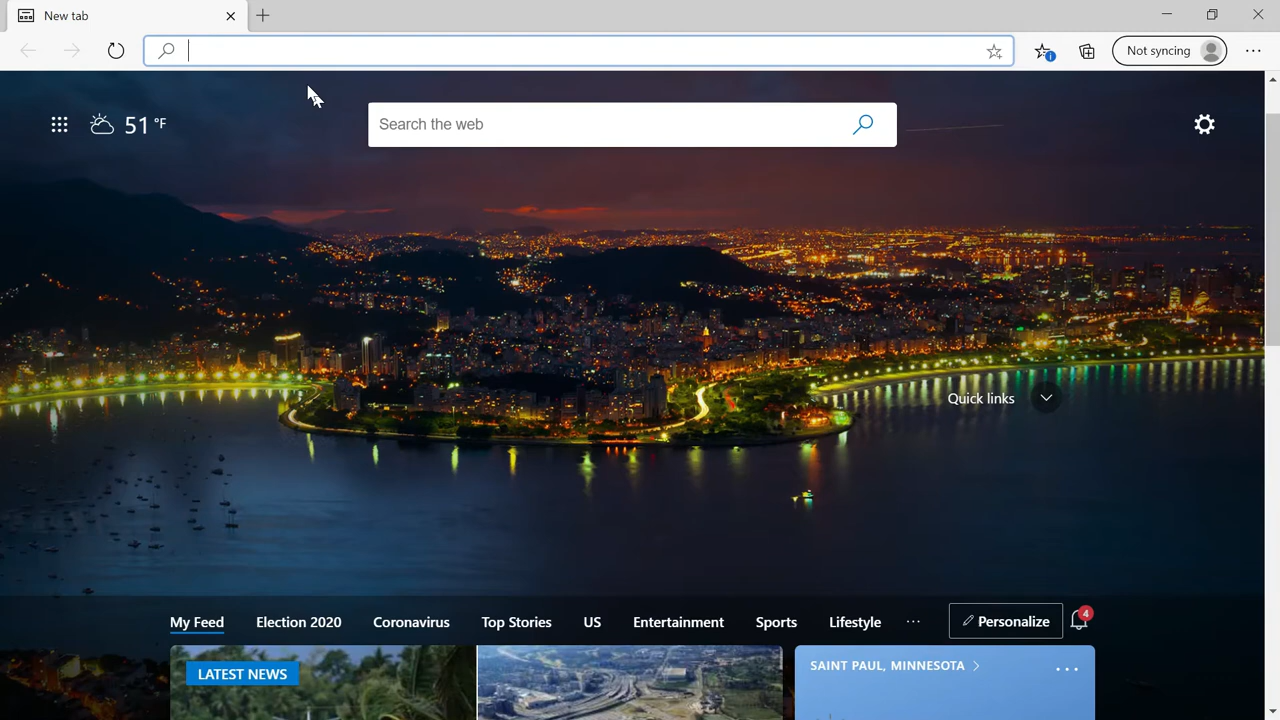 New tab
Not syncing
51 °F
Search the web
Quick links
My Feed
Election 2020
Coronavirus
Top Stories
US
Entertainment
Sports
Lifestyle
Personalize
4
LATEST NEWS
SAINT PAUL, MINNESOTA